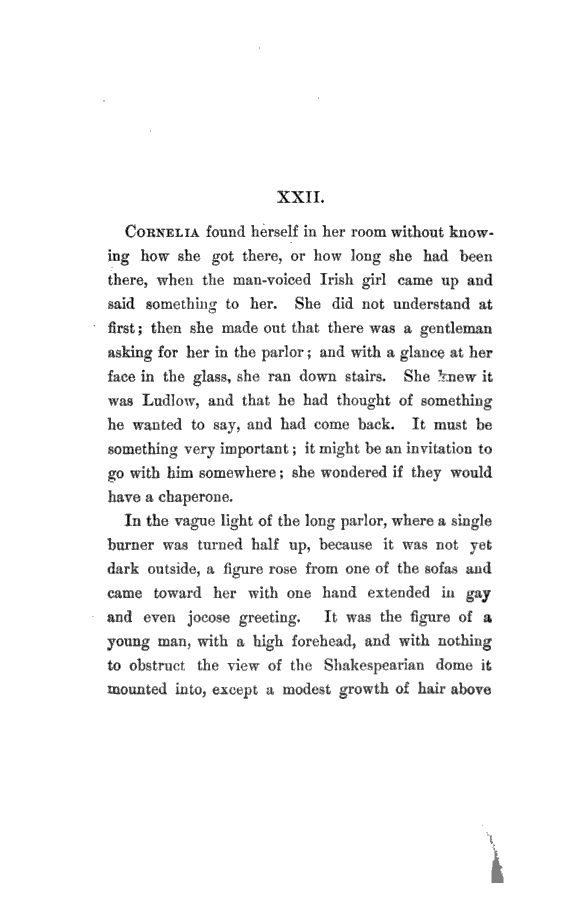 XXII.
CORNELIA found herself in her room without know-
ing how she got there, or how long she had been
there, when the man-voiced Irish girl came up and
said something to her. She did not understand at
first; then she made out that there was a gentleman
asking for her in the parlor; and with a glance at her
face in the glass, she ran down stairs. She knew it
was Ludlow, and that he had thought of something
he wanted to say, and had come back. It must be
something very important; it might be an invitation to
go with him somewhere; she wondered if they would
have a chaperone.
In the vague light of the long parlor, where a single
burner was turned half up, because it was not yet
dark outside, a figure rose from one of the sofas and
came toward her with one hand extended in gay
and even jocose greeting. It was the figure of a
young man, with a high forehead, and with nothing
to obstruct the view of the Shakespearian dome it
mounted into, except a modest growth of hair above